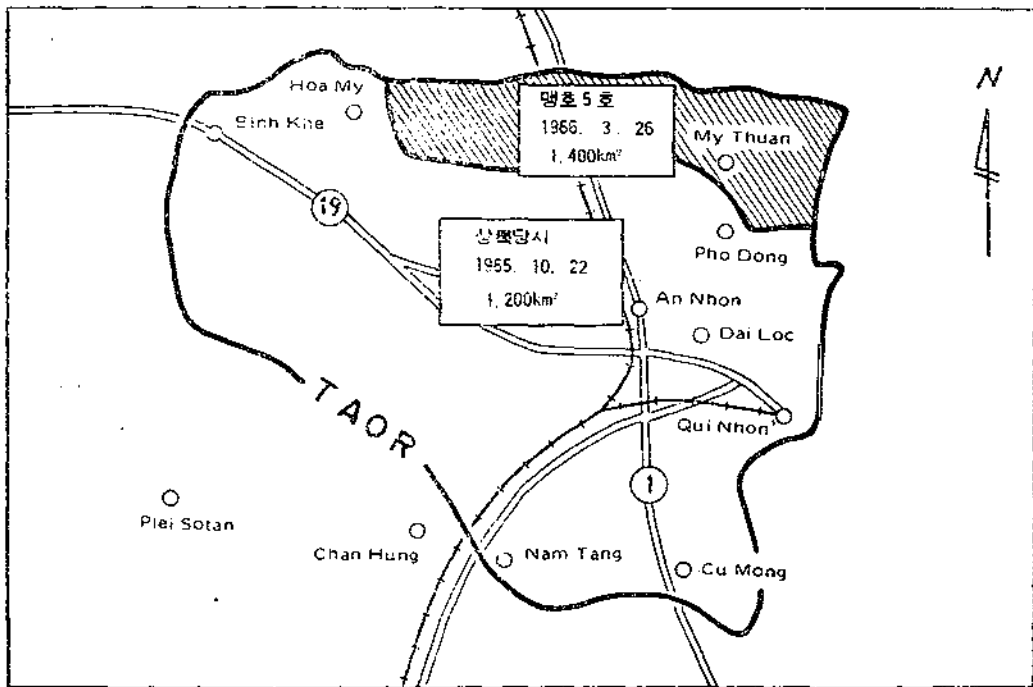 N
Hoa My
Binh Khe
맹호 5 호
1966. 3. 26
1,400km²
My Thuan
19
Pho Dong
상륙당시
1965. 10. 22
1,200km²
An Nhon
Dai Loc
TAOR
Qui Nhon
1
Plei Sotan
Chan Hung
Nam Tang
Cu Mong